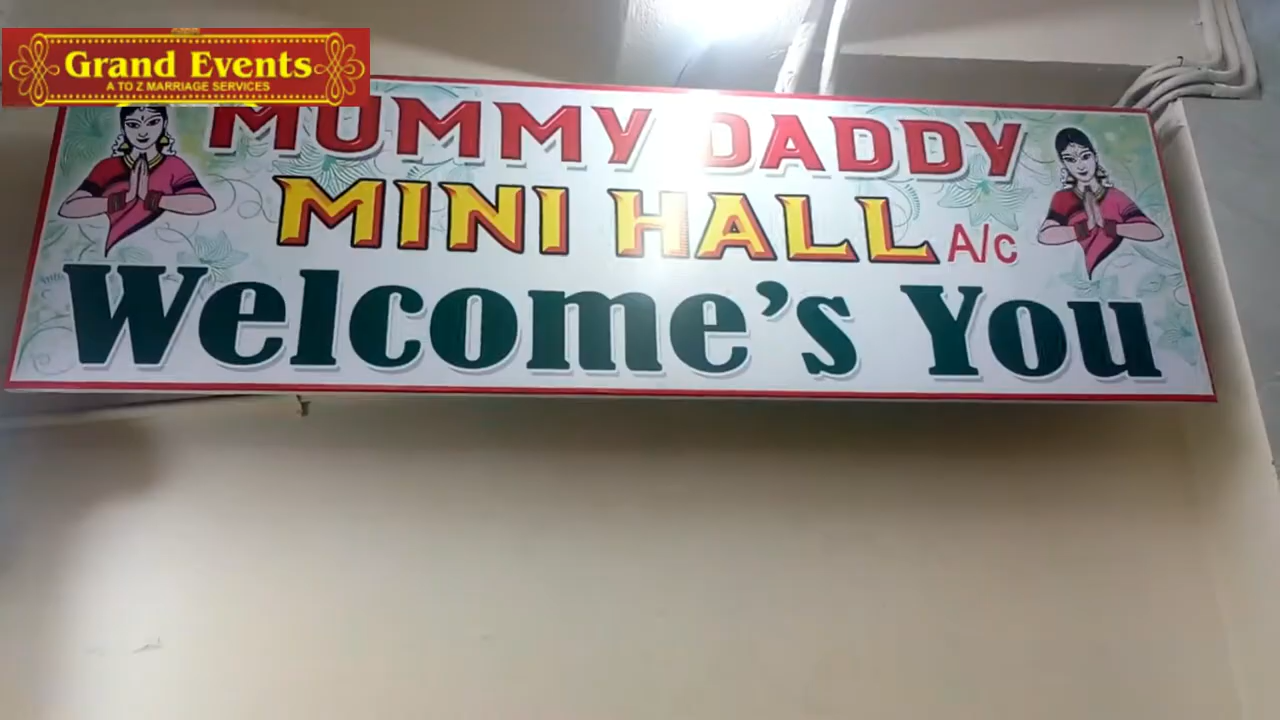 Grand Events
A TO Z MARRIAGE SERVICES
MUMMY DADDY
MINI HALL A/c
Welcome's You